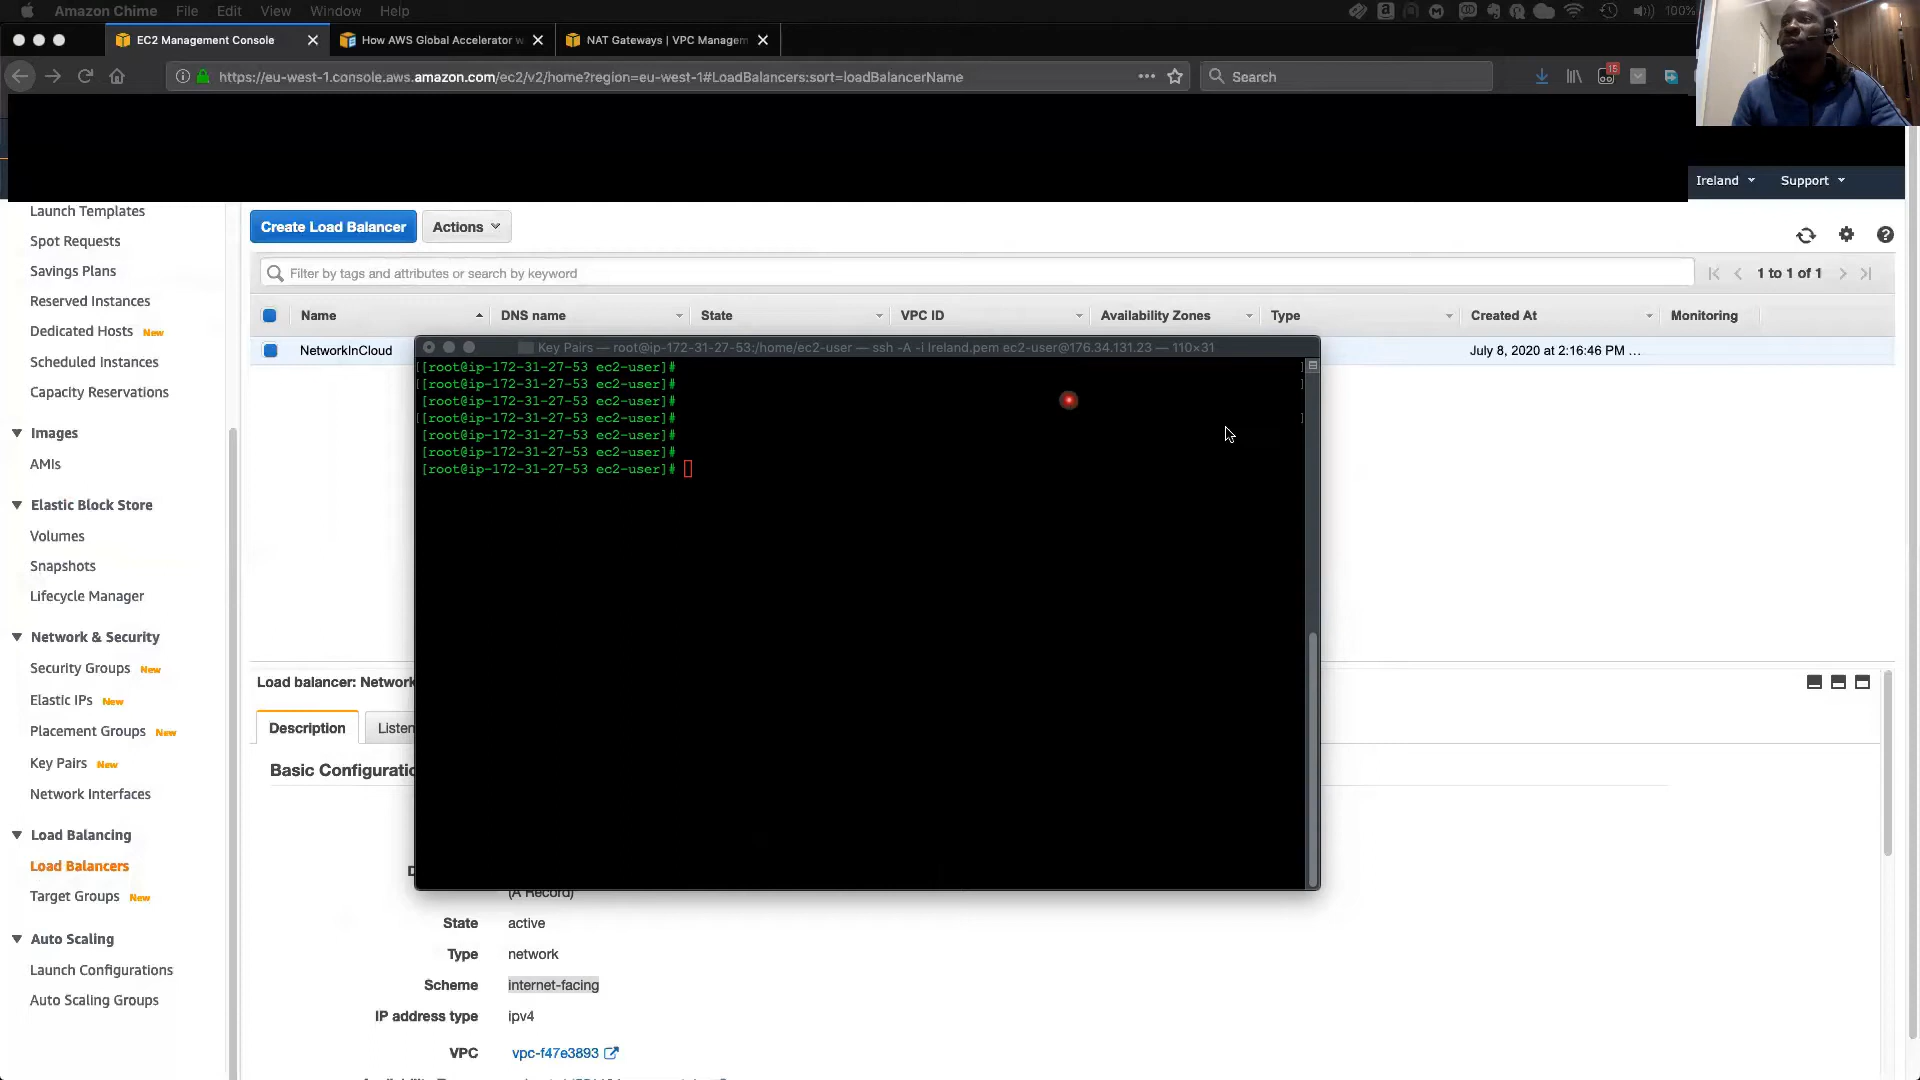 Amazon Chime File Edit View Window Help
100%
EC2 Management Console
How AWS Global Accelerator w
NAT Gateways | VPC Managem
https://eu-west-1.console.aws.amazon.com/ec2/v2/home?region=eu-west-1#LoadBalancers:sort=loadBalancerName
Search
15
Ireland
Support
Launch Templates
Spot Requests
Savings Plans
Reserved Instances
Dedicated Hosts New
Scheduled Instances
Capacity Reservations
Images
AMIs
Elastic Block Store
Volumes
Snapshots
Lifecycle Manager
Network & Security
Security Groups New
Elastic IPs New
Placement Groups New
Key Pairs New
Network Interfaces
Load Balancing
Load Balancers
Target Groups New
Auto Scaling
Launch Configurations
Auto Scaling Groups
Create Load Balancer
Actions
Filter by tags and attributes or search by keyword
1 to 1 of 1
Name DNS name State VPC ID Availability Zones Type Created At Monitoring
NetworkInCloud
July 8, 2020 at 2:16:46 PM ...
Key Pairs — root@ip-172-31-27-53:/home/ec2-user — ssh -A -i Ireland.pem ec2-user@176.34.131.23 — 110×31
[[root@ip-172-31-27-53 ec2-user]# ]
[[root@ip-172-31-27-53 ec2-user]# ]
[root@ip-172-31-27-53 ec2-user]#
[[root@ip-172-31-27-53 ec2-user]# ]
[root@ip-172-31-27-53 ec2-user]#
[root@ip-172-31-27-53 ec2-user]#
[root@ip-172-31-27-53 ec2-user]#
Load balancer: Network
Description
Listen
Basic Configuratio
D
(A Record)
State active
Type network
Scheme internet-facing
IP address type ipv4
VPC vpc-f47e3893